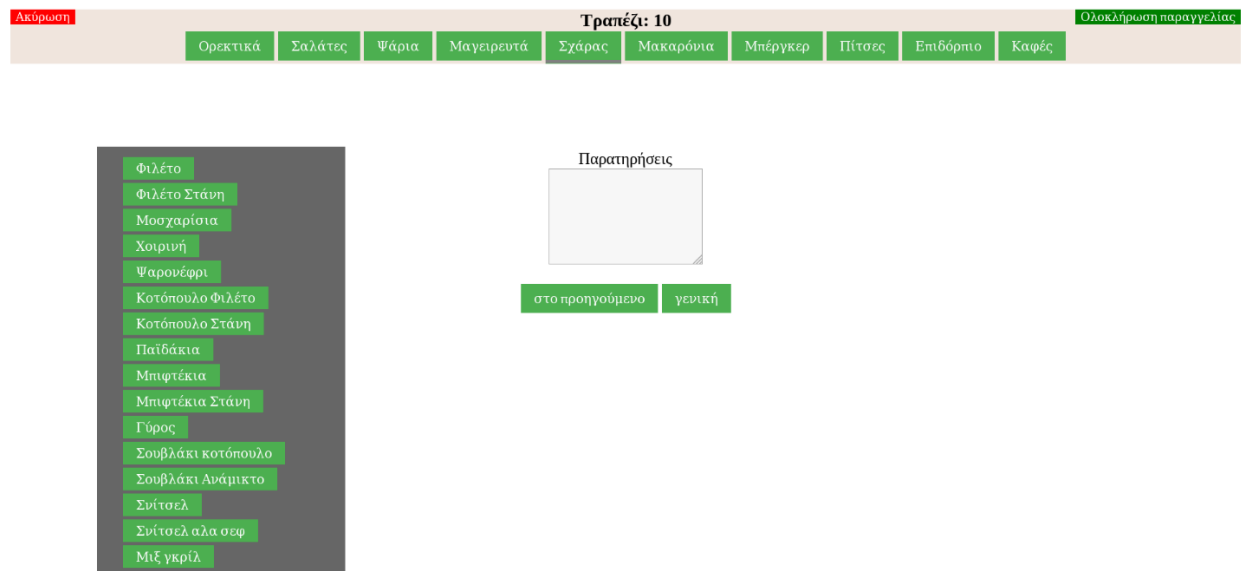 Ακύρωση
Τραπέζι: 10
Ολοκλήρωση παραγγελίας
Ορεκτικά Σαλάτες Ψάρια Μαγειρευτά Σχάρας Μακαρόνια Μπέργκερ Πίτσες Επιδόρπιο Καφές
Φιλέτο
Φιλέτο Στάνη
Μοσχαρίσια
Χοιρινή
Ψαρονέφρι
Κοτόπουλο Φιλέτο
Κοτόπουλο Στάνη
Παϊδάκια
Μπιφτέκια
Μπιφτέκια Στάνη
Γύρος
Σουβλάκι κοτόπουλο
Σουβλάκι Ανάμικτο
Σνίτσελ
Σνίτσελ αλα σεφ
Μιξ γκρίλ
Παρατηρήσεις
στο προηγούμενο γενική